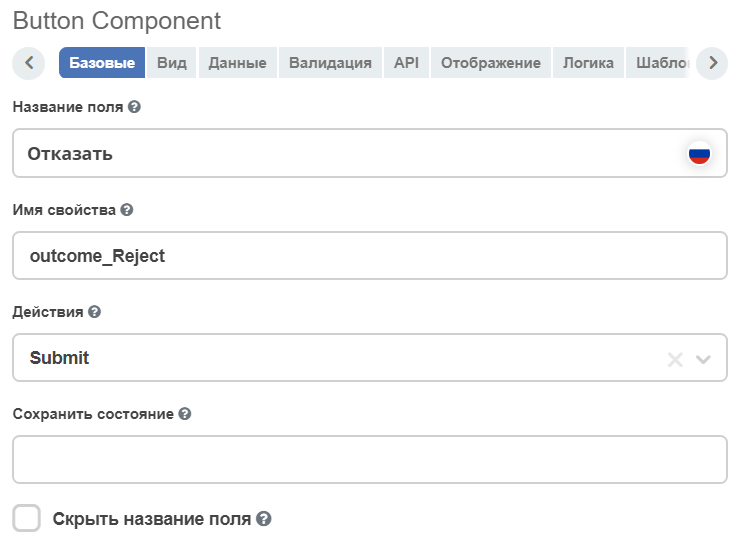 Button Component
Базовые Вид Данные Валидация API Отображение Логика Шабло
Название поля
Отказать
Имя свойства
outcome_Reject
Действия
Submit
Сохранить состояние
Скрыть название поля